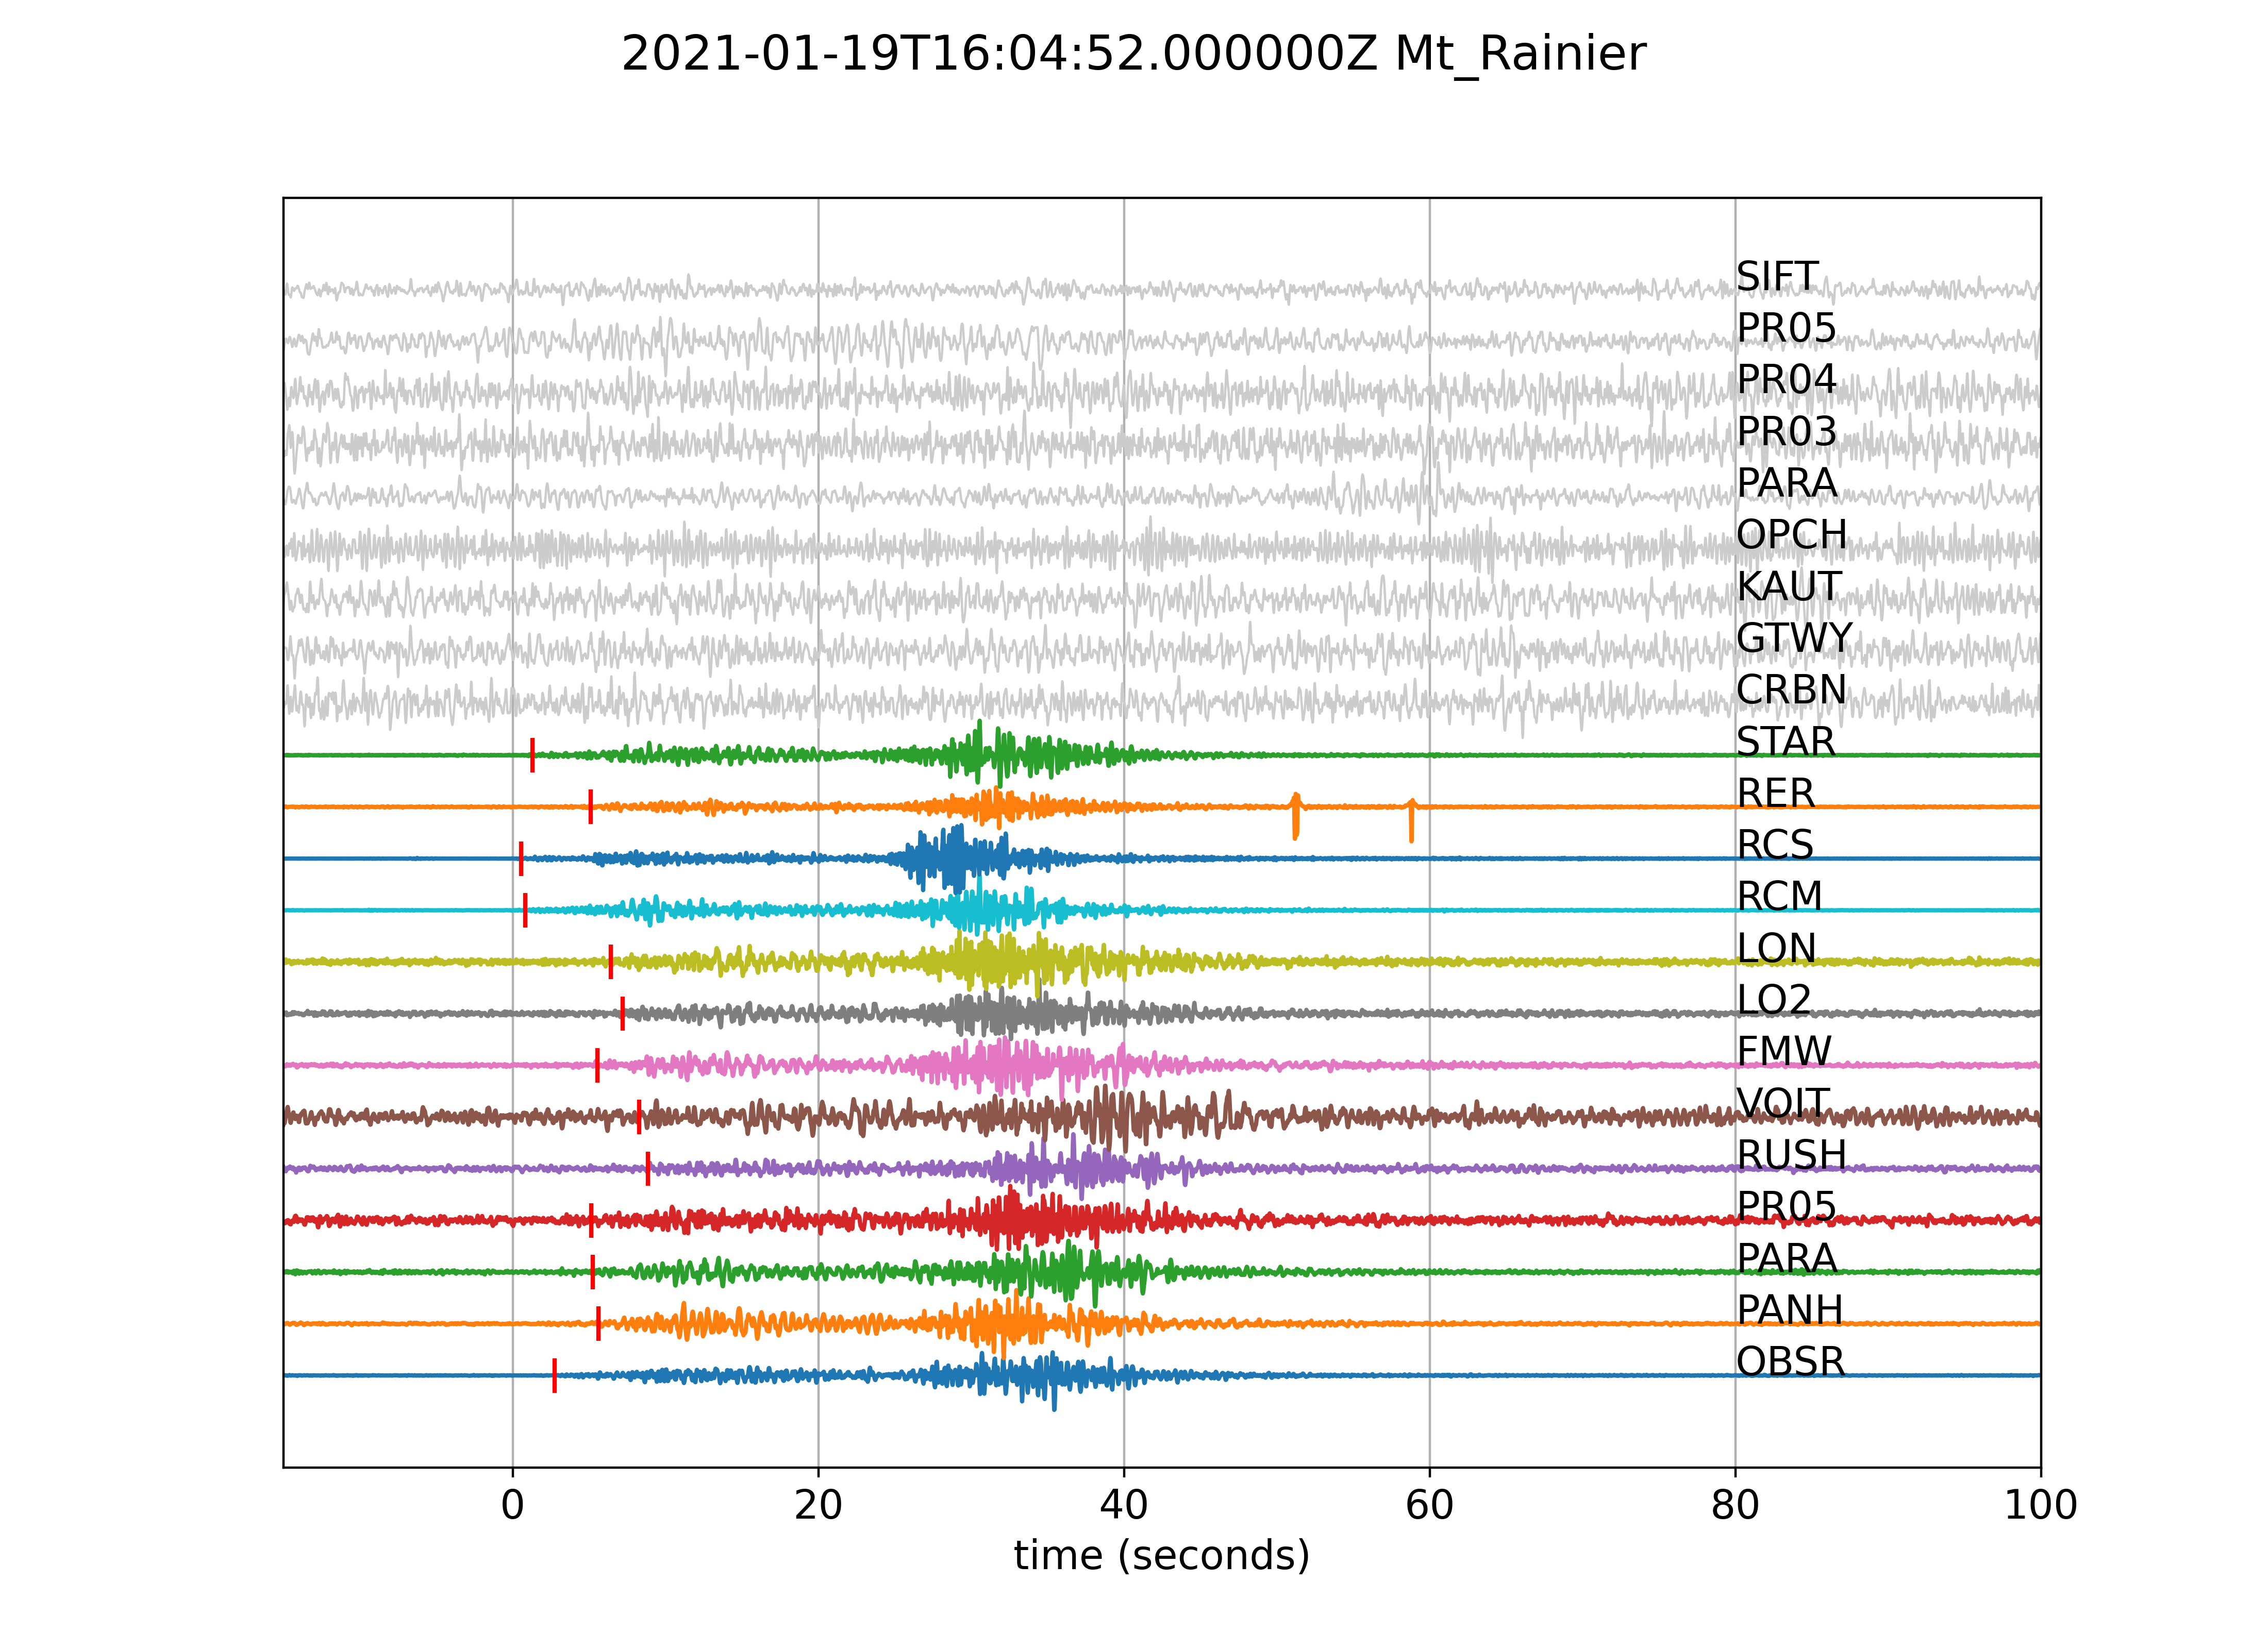 2021-01-19T16:04:52.000000Z Mt_Rainier
SIFT
PR05
PR04
PR03
PARA
OPCH
KAUT
GTWY
CRBN
STAR
RER
RCS
RCM
LON
LO2
FMW
VOIT
RUSH
PR05
PARA
PANH
OBSR
0 20 40 60 80 100
time (seconds)